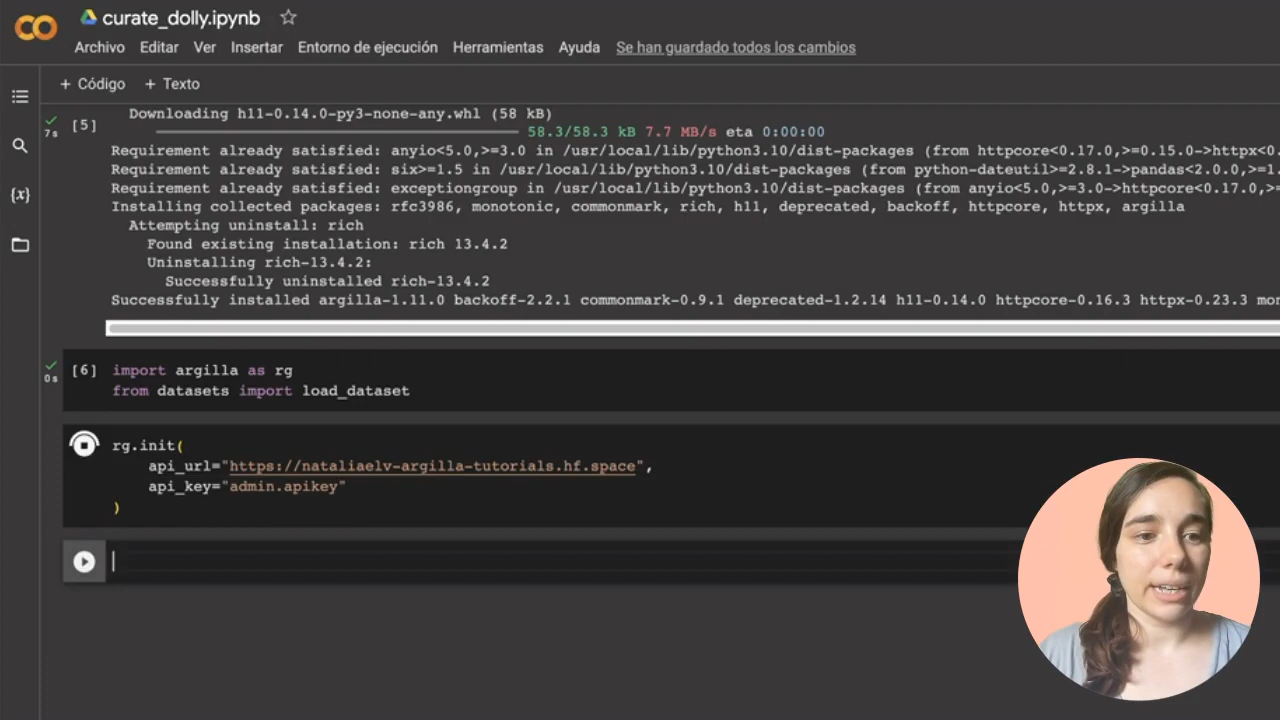 curate_dolly.ipynb
Archivo Editar Ver Insertar Entorno de ejecución Herramientas Ayuda Se han guardado todos los cambios
+ Código + Texto
7s [5] Downloading h11-0.14.0-py3-none-any.whl (58 kB)
58.3/58.3 kB 7.7 MB/s eta 0:00:00
Requirement already satisfied: anyio<5.0,>=3.0 in /usr/local/lib/python3.10/dist-packages (from httpcore<0.17.0,>=0.15.0->httpx<0.
Requirement already satisfied: six>=1.5 in /usr/local/lib/python3.10/dist-packages (from python-dateutil>=2.8.1->pandas<2.0.0,>=1.
Requirement already satisfied: exceptiongroup in /usr/local/lib/python3.10/dist-packages (from anyio<5.0,>=3.0->httpcore<0.17.0,>=
Installing collected packages: rfc3986, monotonic, commonmark, rich, h11, deprecated, backoff, httpcore, httpx, argilla
Attempting uninstall: rich
Found existing installation: rich 13.4.2
Uninstalling rich-13.4.2:
Successfully uninstalled rich-13.4.2
Successfully installed argilla-1.11.0 backoff-2.2.1 commonmark-0.9.1 deprecated-1.2.14 h11-0.14.0 httpcore-0.16.3 httpx-0.23.3 mon
0s [6] import argilla as rg
from datasets import load_dataset
rg.init(
api_url="https://nataliaelv-argilla-tutorials.hf.space",
api_key="admin.apikey"
)
{x}